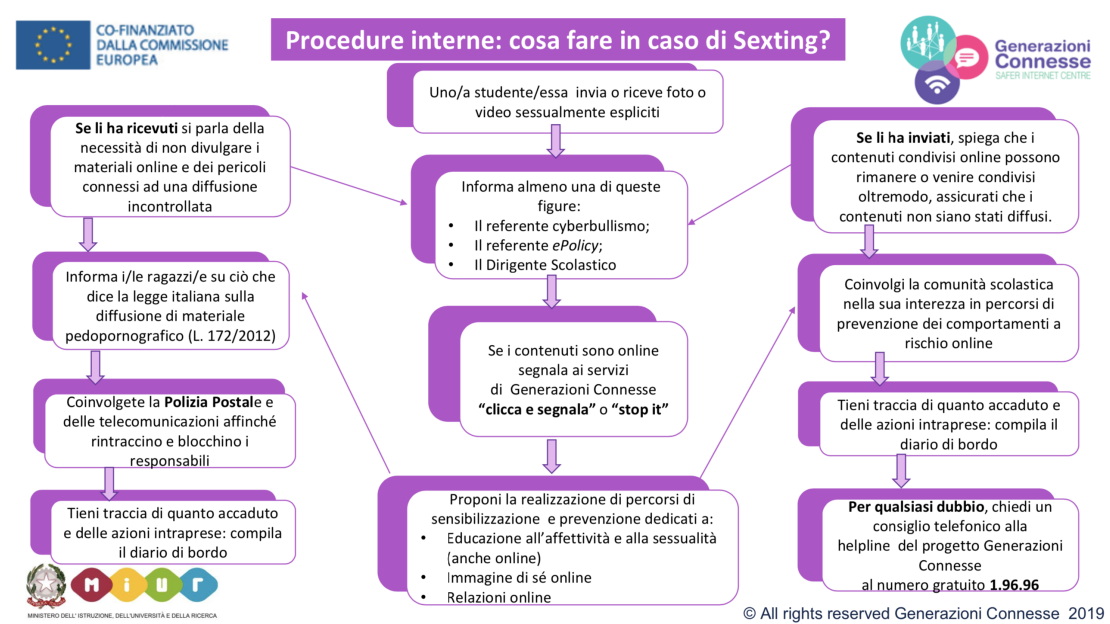 CO-FINANZIATO
DALLA COMMISSIONE
EUROPEA
Procedure interne: cosa fare in caso di Sexting?
Generazioni
Connesse
SAFER INTERNET CENTRE
Uno/a studente/essa invia o riceve foto o
video sessualmente espliciti
Se li ha ricevuti si parla della
necessità di non divulgare i
materiali online e dei pericoli
connessi ad una diffusione
incontrollata
Informa i/le ragazzi/e su ciò che
dice la legge italiana sulla
diffusione di materiale
pedopornografico (L. 172/2012)
Coinvolgete la Polizia Postale e
delle telecomunicazioni affinché
rintraccino e blocchino i
responsabili
Tieni traccia di quanto accaduto
e delle azioni intraprese: compila
il diario di bordo
Informa almeno una di queste
figure:
• Il referente cyberbullismo;
• Il referente ePolicy;
• Il Dirigente Scolastico
Se i contenuti sono online
segnala ai servizi
di Generazioni Connesse
“clicca e segnala” o “stop it”
Proponi la realizzazione di percorsi di
sensibilizzazione e prevenzione dedicati a:
• Educazione all’affettività e alla sessualità
(anche online)
• Immagine di sé online
• Relazioni online
Se li ha inviati, spiega che i
contenuti condivisi online possono
rimanere o venire condivisi
oltremodo, assicurati che i
contenuti non siano stati diffusi.
Coinvolgi la comunità scolastica
nella sua interezza in percorsi di
prevenzione dei comportamenti a
rischio online
Tieni traccia di quanto accaduto e
delle azioni intraprese: compila il
diario di bordo
Per qualsiasi dubbio, chiedi un
consiglio telefonico alla
helpline del progetto Generazioni
Connesse
al numero gratuito 1.96.96
miur
MINISTERO DELL' ISTRUZIONE, DELL'UNIVERSITÀ E DELLA RICERCA
© All rights reserved Generazioni Connesse 2019